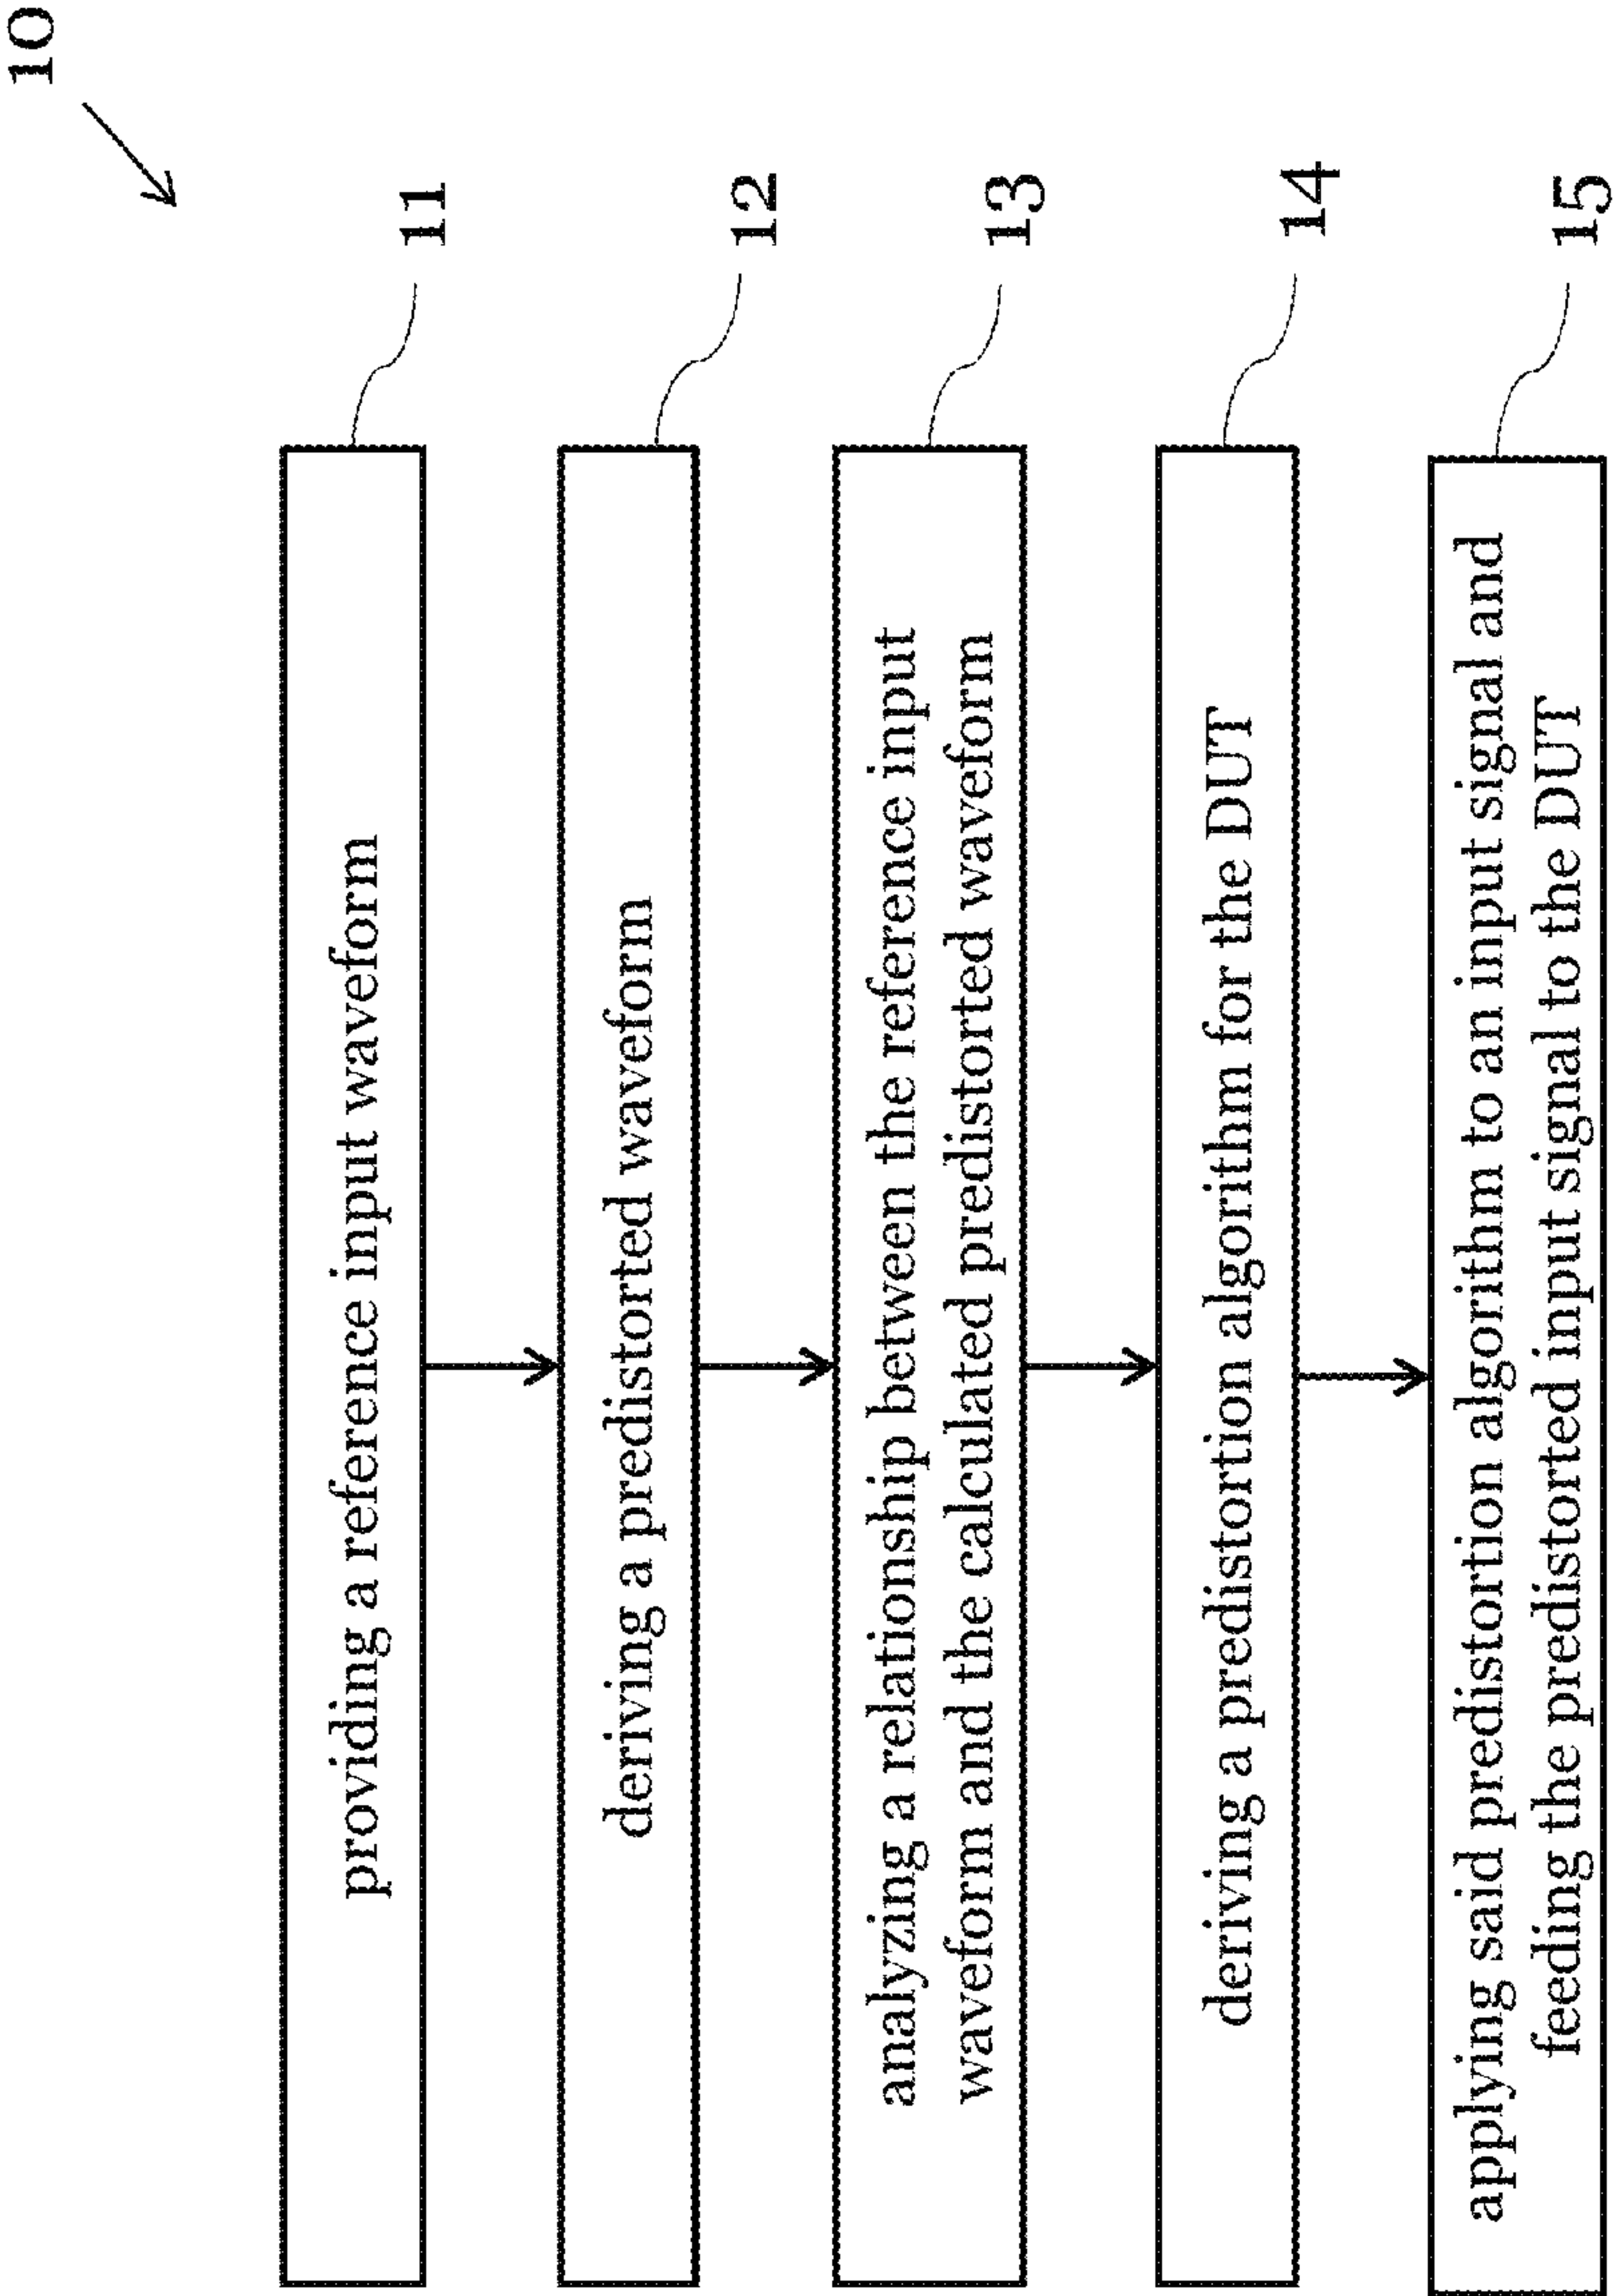 10
providing a reference input waveform
11
deriving a predistorted waveform
12
analyzing a relationship between the reference input
waveform and the calculated predistorted waveform
13
deriving a predistortion algorithm for the DUT
14
applying said predistortion algorithm to an input signal and
feeding the predistorted input signal to the DUT
15